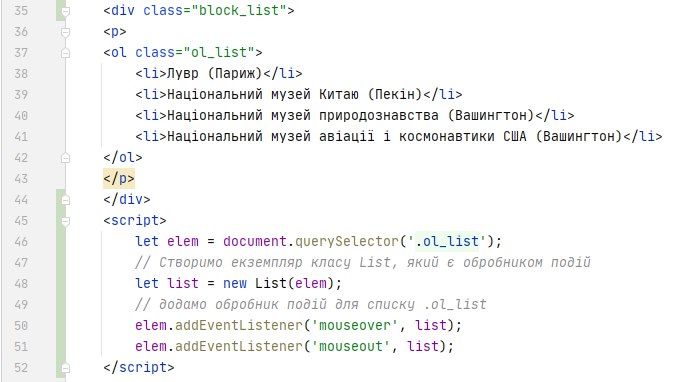 35 <div class="block_list">
36 <p>
37 <ol class="ol_list">
38 <li>Лувр (Париж)</li>
39 <li>Національний музей Китаю (Пекін)</li>
40 <li>Національний музей природознавства (Вашингтон)</li>
41 <li>Національний музей авіації і космонавтики США (Вашингтон)</li>
42 </ol>
43 </p>
44 </div>
45 <script>
46 let elem = document.querySelector('.ol_list');
47 // Створимо екземпляр класу List, який є обробником подій
48 let list = new List(elem);
49 // додамо обробник подій для списку .ol_list
50 elem.addEventListener('mouseover', list);
51 elem.addEventListener('mouseout', list);
52 </script>